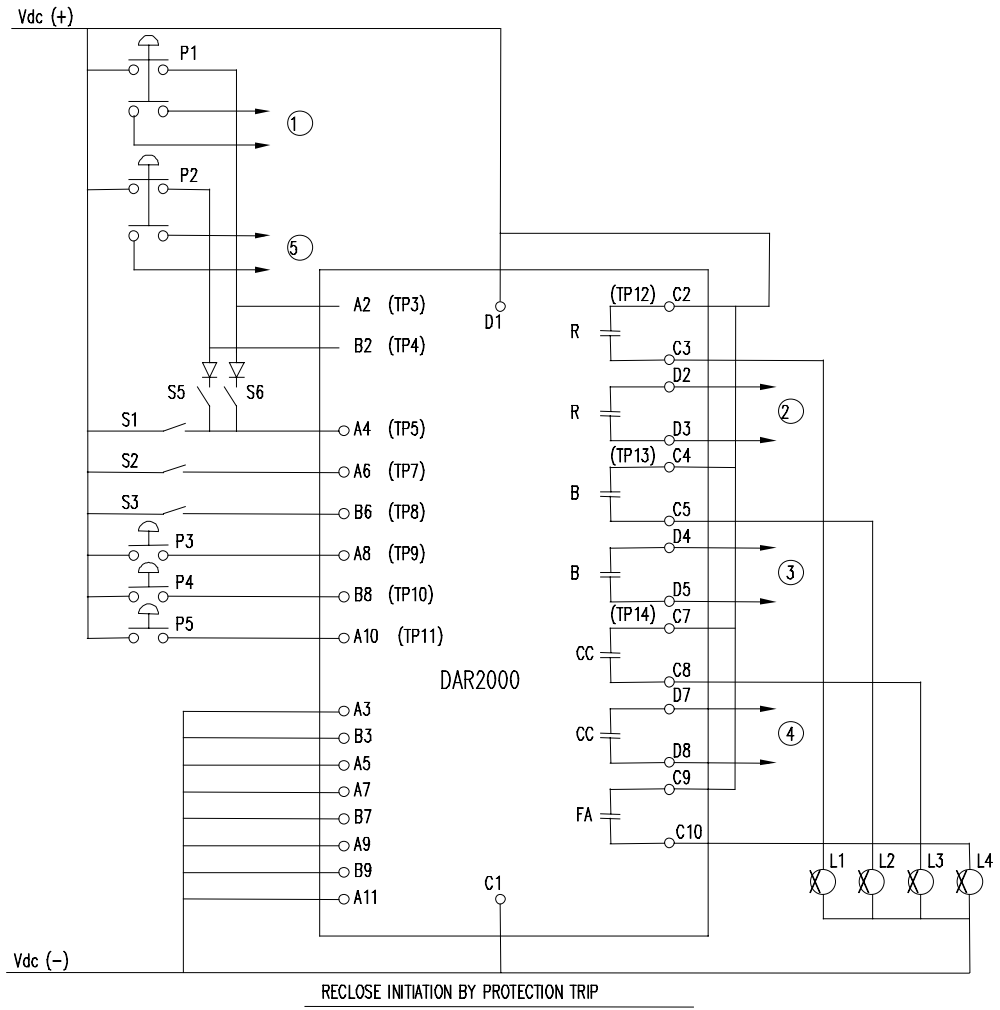 Vdc (+)
P1
1
P2
5
A2 (TP3)
D1
(TP12) C2
R
C3
B2 (TP4)
S5
S6
D2
R
2
D3
S1
A4 (TP5)
(TP13) C4
S2
A6 (TP7)
B
C5
S3
B6 (TP8)
D4
P3
A8 (TP9)
B
3
P4
B8 (TP10)
D5
(TP14) C7
P5
A10 (TP11)
CC
C8
DAR2000
D7
A3
CC
4
B3
D8
A5
C9
A7
B7
FA
C10
A9
B9
L1
L2
L3
L4
C1
A11
Vdc (-)
RECLOSE INITIATION BY PROTECTION TRIP